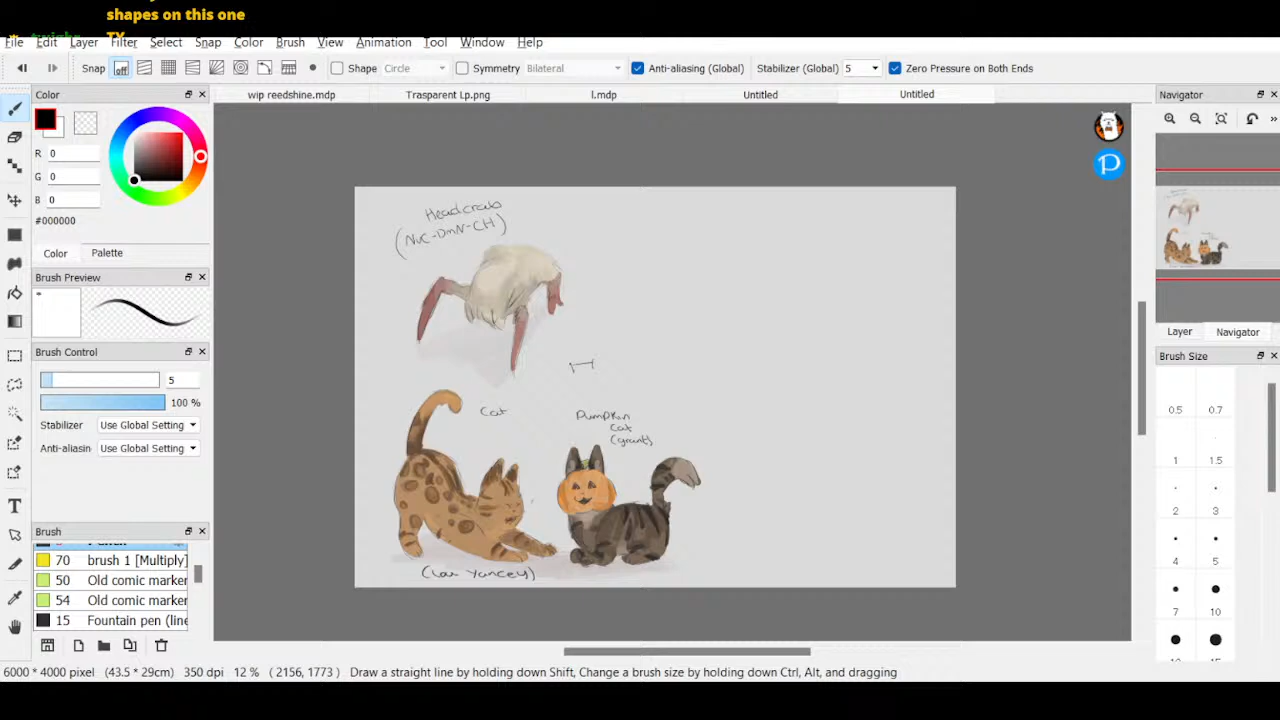 shapes on this one
File Edit Layer Filter Select Snap Color Brush View Animation Tool Window Help
Snap off Shape Circle Symmetry Bilateral Anti-aliasing (Global) Stabilizer (Global) 5 Zero Pressure on Both Ends
Color
wip reedshine.mdp Trasparent Lp.png l.mdp Untitled Untitled
Navigator
R 0
G 0
B 0
#000000
Color Palette
Brush Preview
Brush Control
5
100 %
Stabilizer Use Global Setting
Anti-aliasin Use Global Setting
Brush
70 brush 1 [Multiply]
50 Old comic marker
54 Old comic marker
15 Fountain pen (line
Headcrab
(NVC-DMN-CH)
Cat
Pumpkin
Cat
(grant)
P
Layer Navigator
Brush Size
0.5 0.7
1 1.5
2 3
4 5
7 10
6000 * 4000 pixel (43.5 * 29cm) 350 dpi 12 % ( 2156, 1773 ) Draw a straight line by holding down Shift, Change a brush size by holding down Ctrl, Alt, and dragging